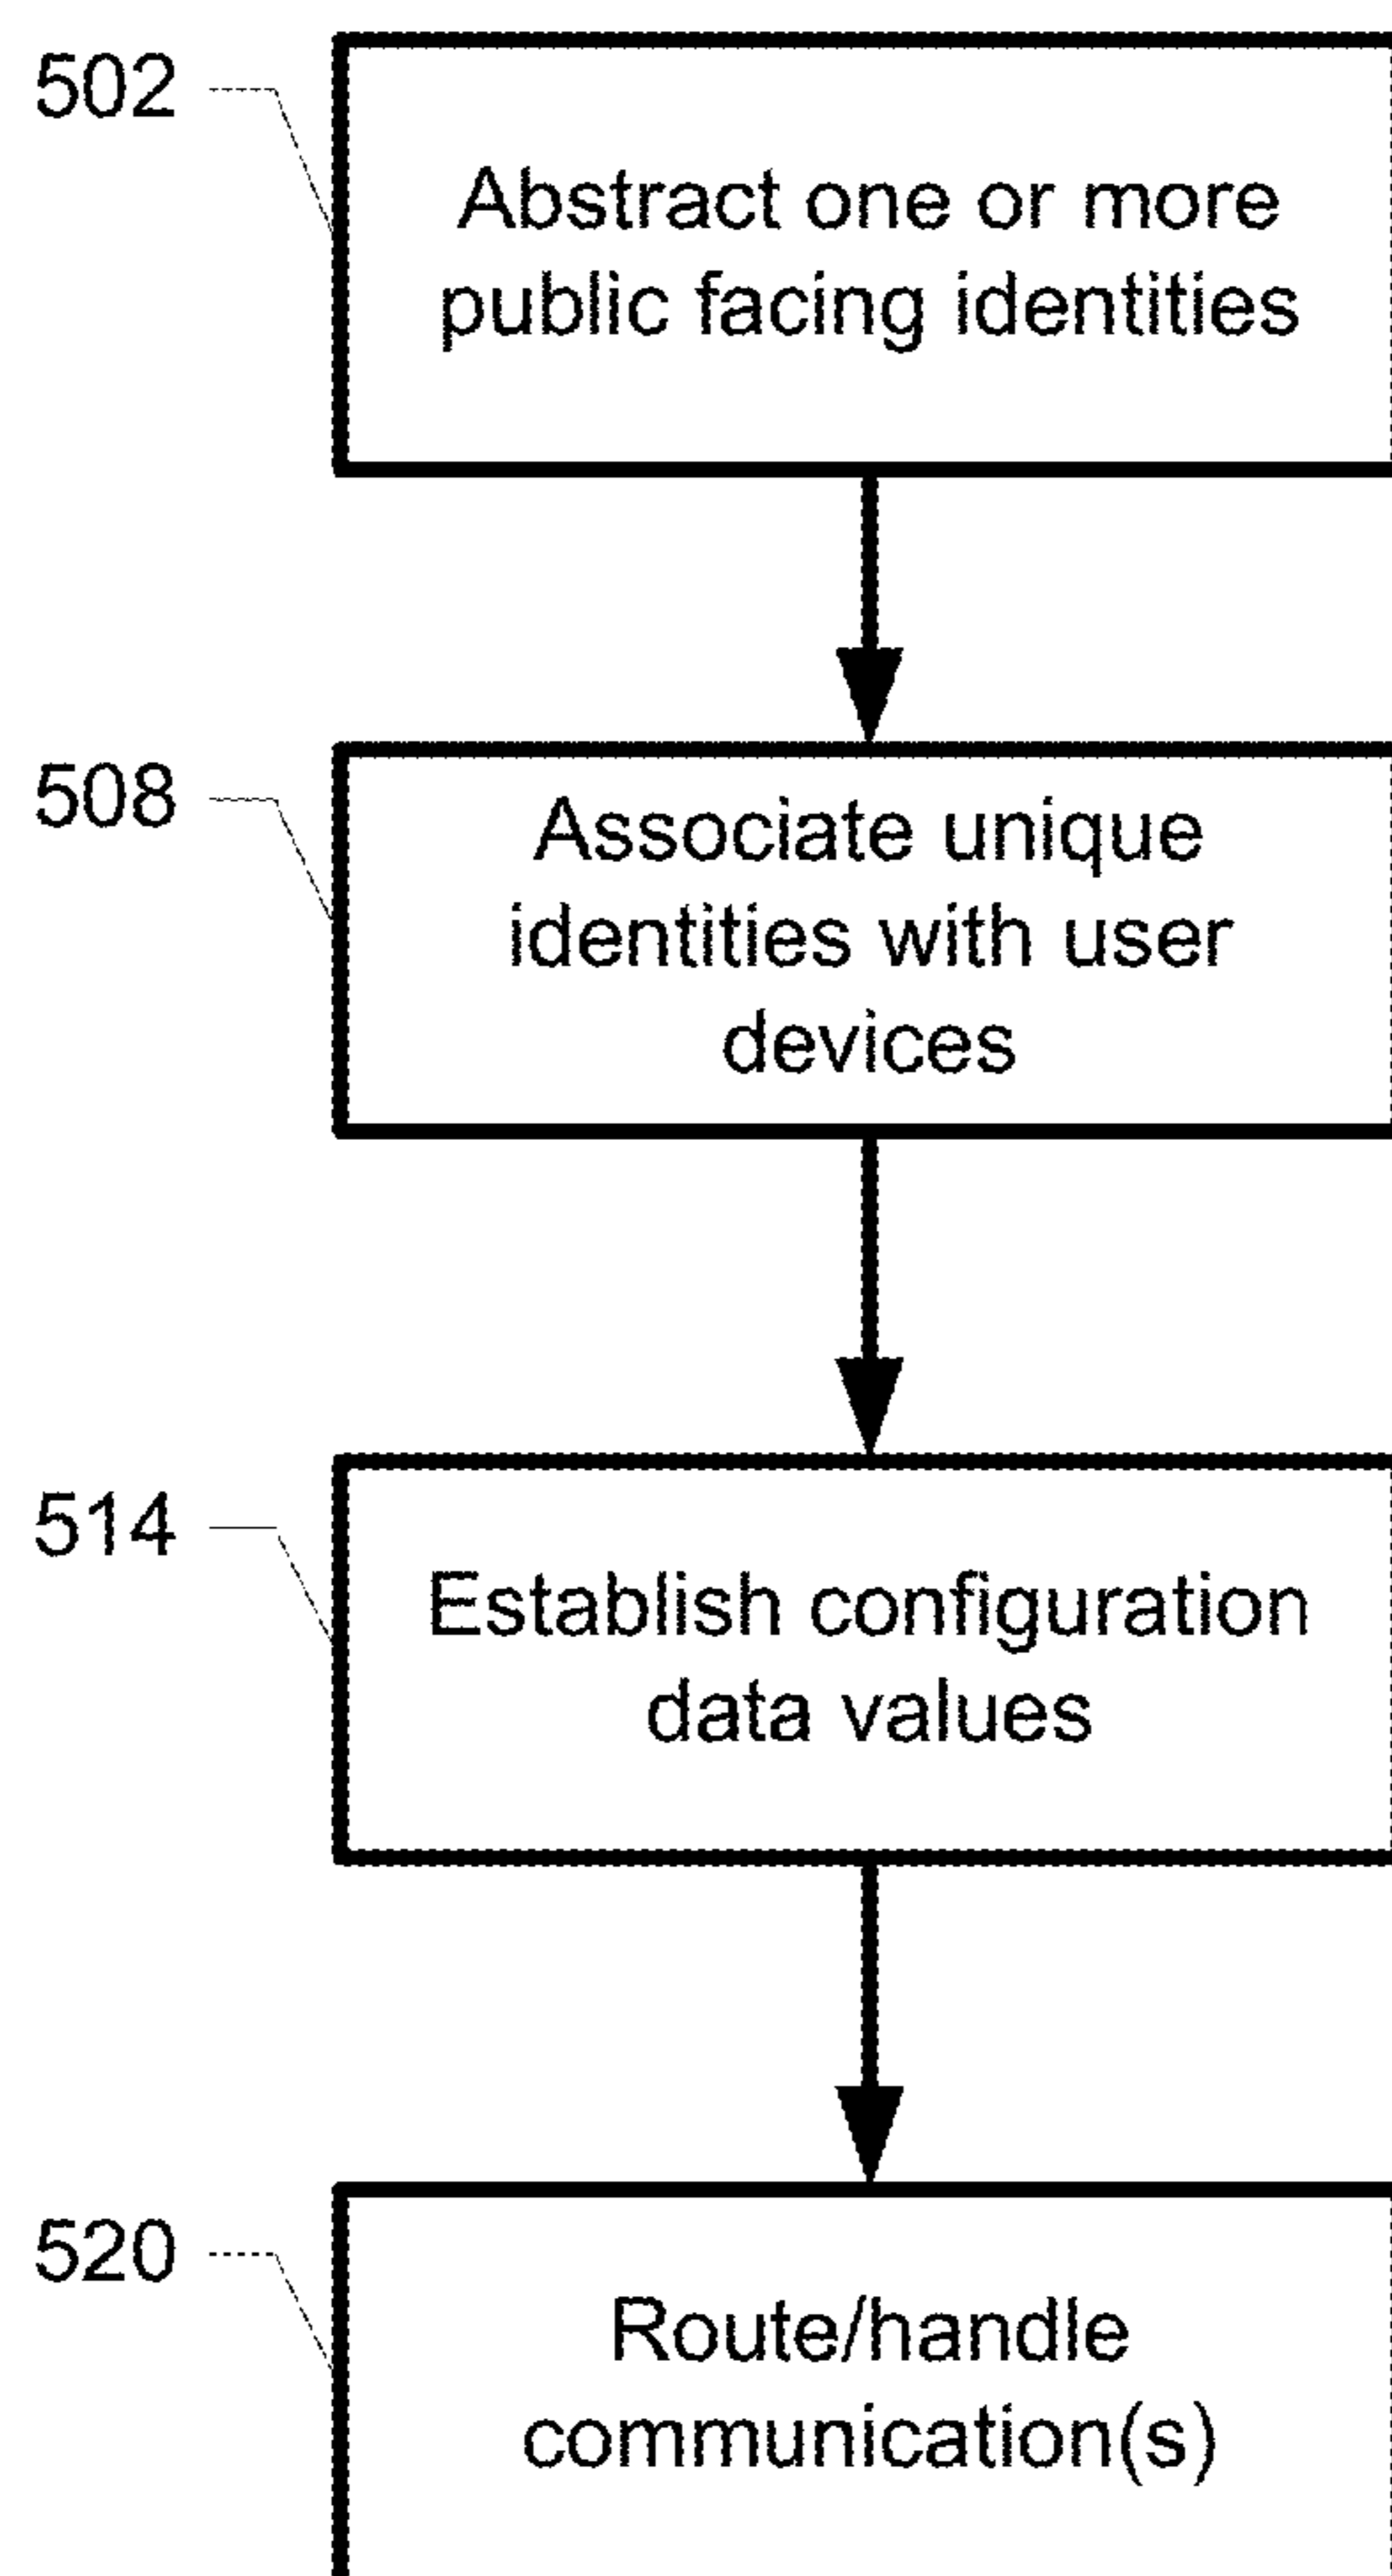 502
Abstract one or more
public facing identities
508
Associate unique
identities with user
devices
514
Establish configuration
data values
520
Route/handle
communication(s)